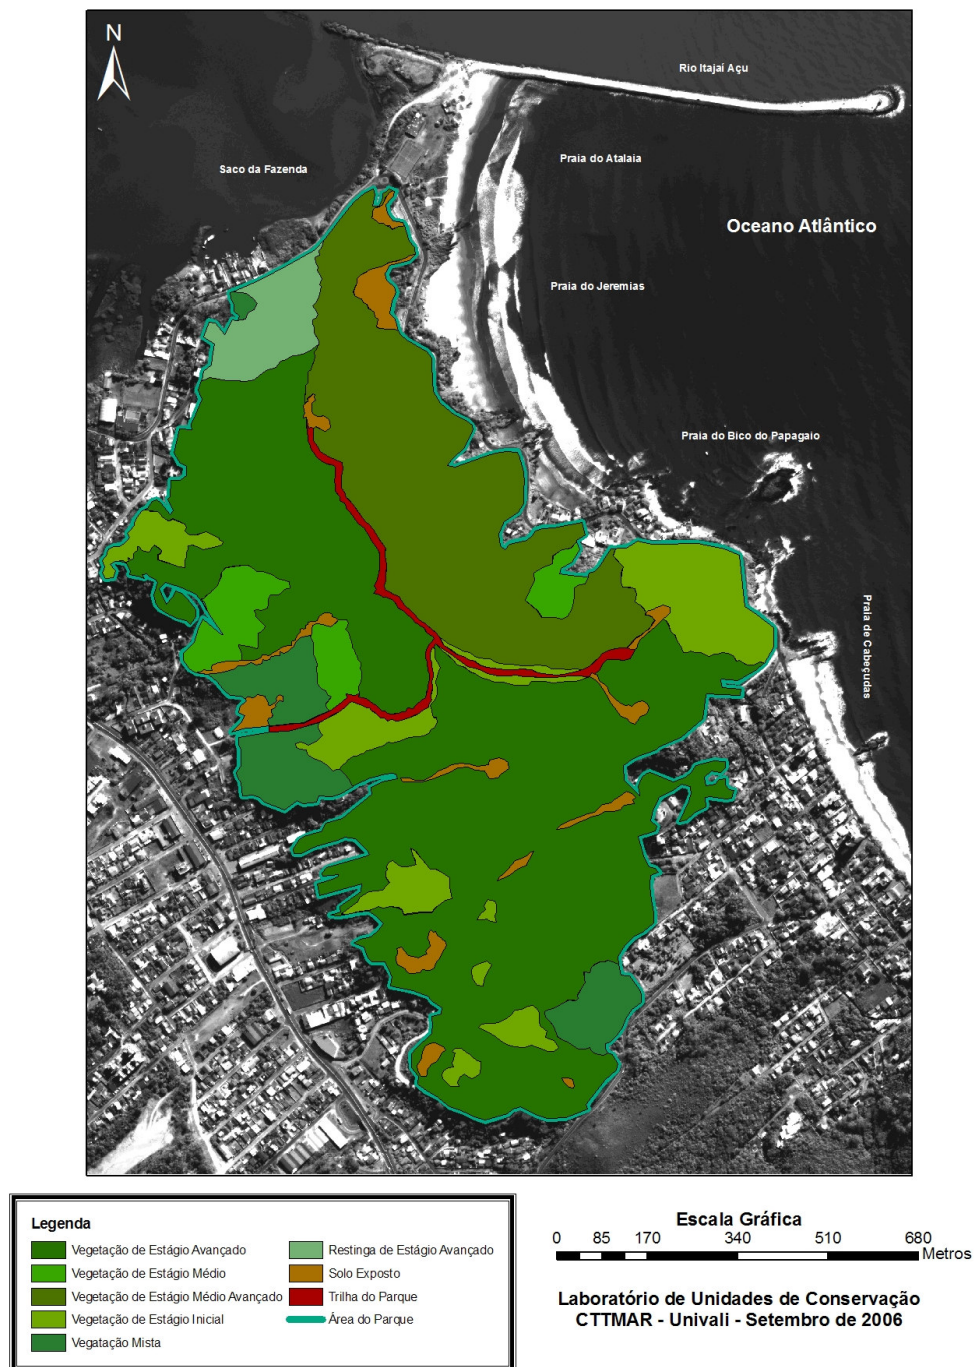 N
Rio Itajaí Açu
Praia do Atalaia
Saco da Fazenda
Oceano Atlântico
Praia do Jeremias
Praia do Bico do Papagaio
Praia de Cabeçudas
Legenda
Vegetação de Estágio Avançado
Vegetação de Estágio Médio
Vegetação de Estágio Médio Avançado
Vegetação de Estágio Inicial
Vegatação Mista
Restinga de Estágio Avançado
Solo Exposto
Trilha do Parque
Área do Parque
Escala Gráfica
0 85 170 340 510 680
Metros
Laboratório de Unidades de Conservação
CTTMAR - Univali - Setembro de 2006